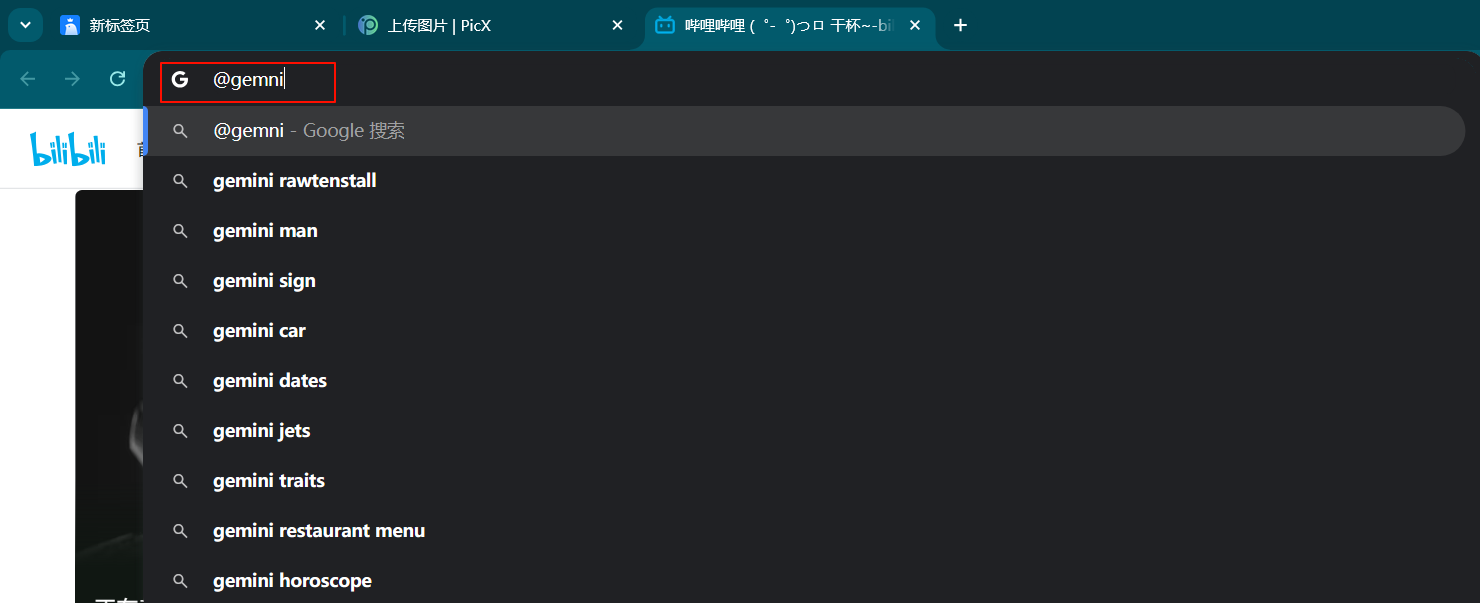 新标签页
上传图片 | PicX
哔哩哔哩 (゜-゜)つロ 干杯~-bili
@gemni
@gemni - Google 搜索
bilibili
gemini rawtenstall
gemini man
gemini sign
gemini car
gemini dates
gemini jets
gemini traits
gemini restaurant menu
gemini horoscope